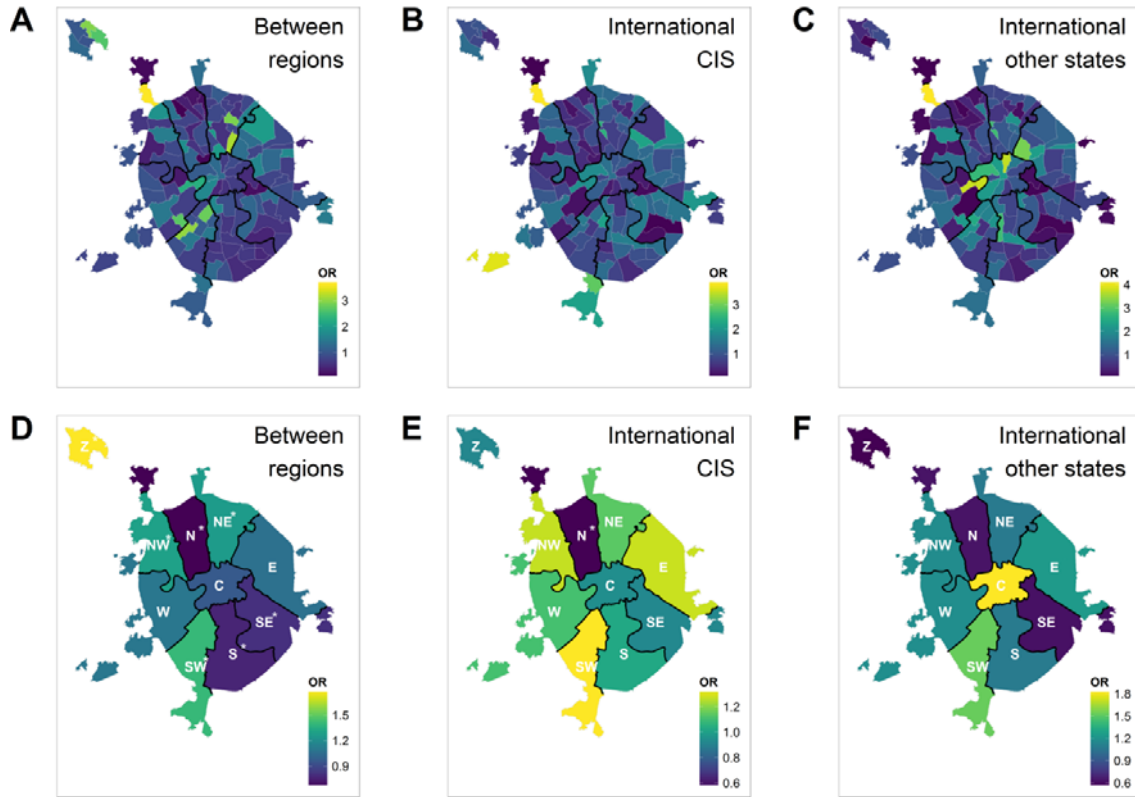 A
Between
regions
OR
3
2
1
B
International
CIS
OR
3
2
1
C
International
other states
OR
4
3
2
1
D
Between
regions
Z
NW*
N*
NE*
E
C
W
SE*
S*
SW
OR
1.5
1.2
0.9
E
International
CIS
Z
NW
N*
NE
E
C
W
SE
S
SW
OR
1.2
1.0
0.8
0.6
F
International
other states
Z
NW
N
NE
E
C
W
SE
S
SW
OR
1.8
1.5
1.2
0.9
0.6